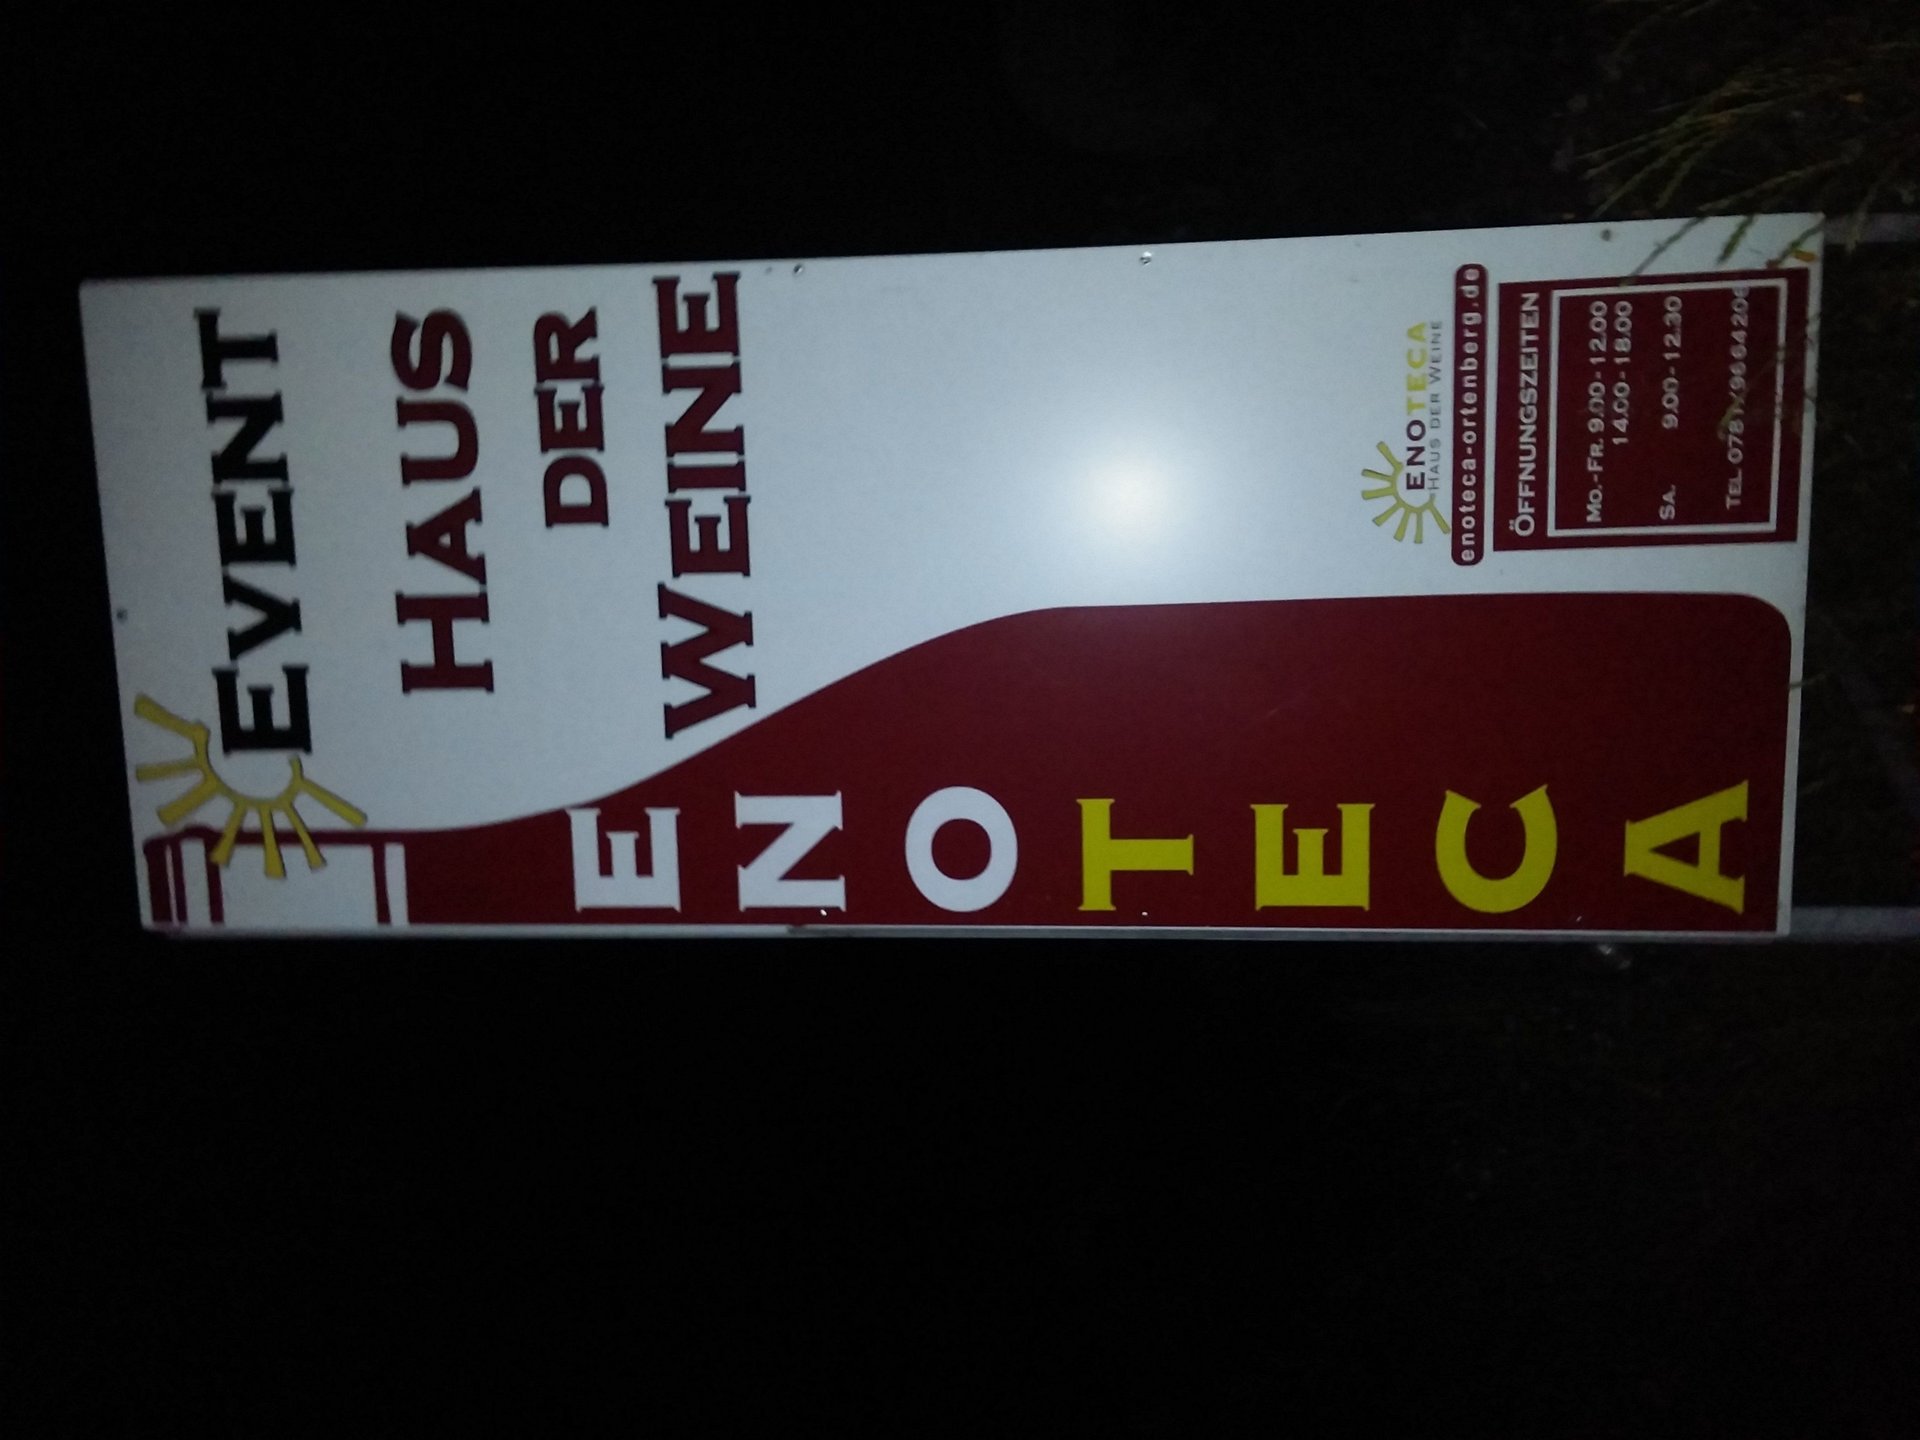 EVENT
HAUS
DER
WEINE
ENOTECA
ENOTECA
HAUS DER WEINE
enoteca-ortenberg.de
ÖFFNUNGSZEITEN
MO.-FR. 9.00-12.00
14.00-18.00
SA. 9.00-12.30
TEL.